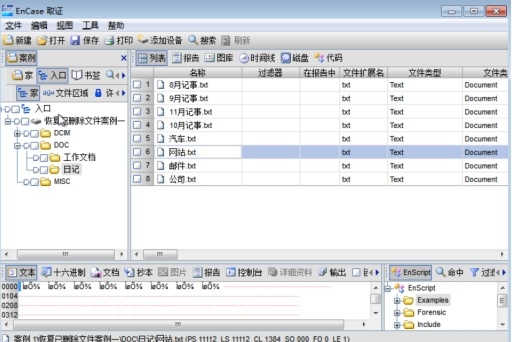 EnCase 取证
文件 编辑 视图 工具 帮助
新建 打开 保存 打印 添加设备 搜索 刷新
案例
列表 报告 图库 时间线 磁盘 代码
家 入口 书签
家 文件区域 许
名称 过滤器 在报告中 文件扩展名 文件类型 文件类
入口
恢复已删除文件案例一
DCIM
DOC
工作文档
日记
MISC
1 8月记事.txt txt Text Document
2 9月记事.txt txt Text Document
3 11月记事.txt txt Text Document
4 10月记事.txt txt Text Document
5 汽车.txt txt Text Document
6 网站.txt txt Text Document
7 邮件.txt txt Text Document
8 公司.txt txt Text Document
文本 十六进制 文档 抄本 图片 报告 控制台 详细资料 输出
EnScript 命中 过滤
0000
0104
0208
0312
EnScript
Examples
Forensic
Include
案例 1\恢复已删除文件案例一\DOC\日记\网站.txt (PS 11112 LS 11112 CL 1384 SO 000 FO 0 LE 1)